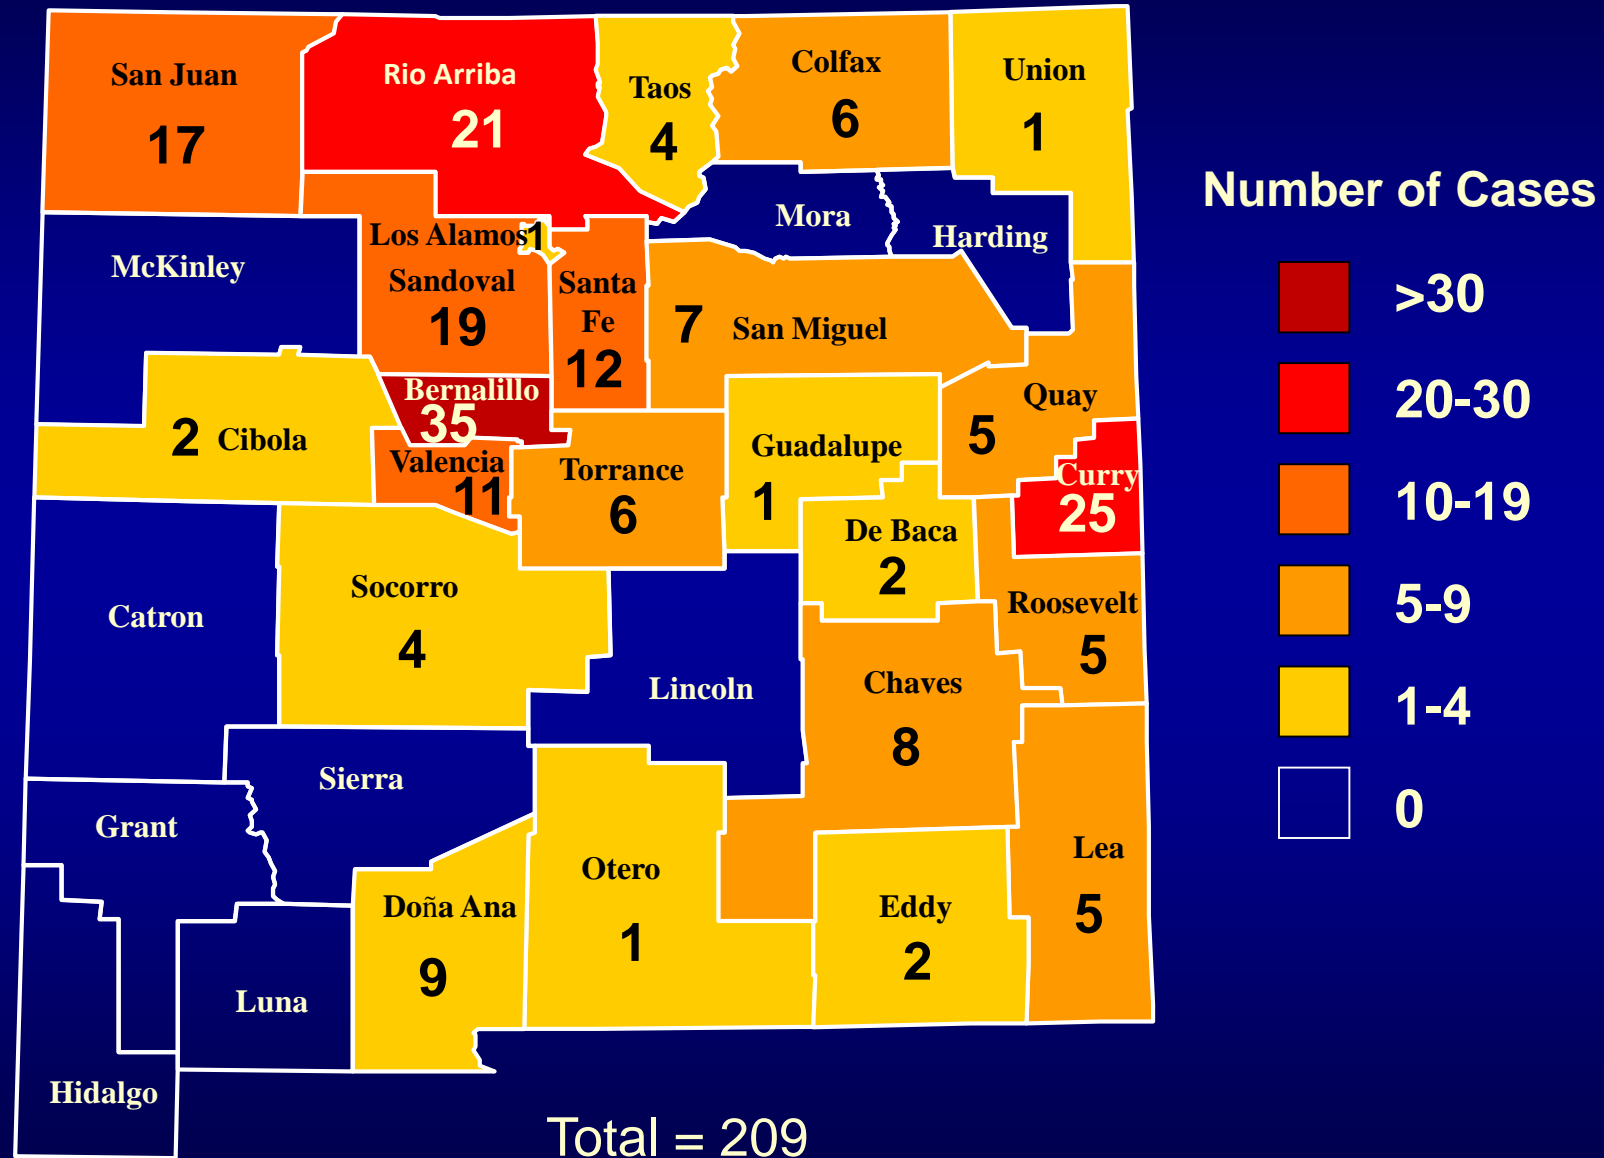 San Juan
17
Rio Arriba
21
Taos
4
Colfax
6
Union
1
Mora
Harding
McKinley
Los Alamos
1
Sandoval
19
Santa
Fe
12
7
San Miguel
Bernalillo
35
2
Cibola
Valencia
11
Torrance
6
Guadalupe
1
5
Quay
Curry
25
De Baca
2
Catron
Socorro
4
Lincoln
Roosevelt
5
Chaves
8
Sierra
Grant
Doña Ana
9
Otero
1
Eddy
2
Lea
5
Luna
Hidalgo
Total = 209
Number of Cases
>30
20-30
10-19
5-9
1-4
0